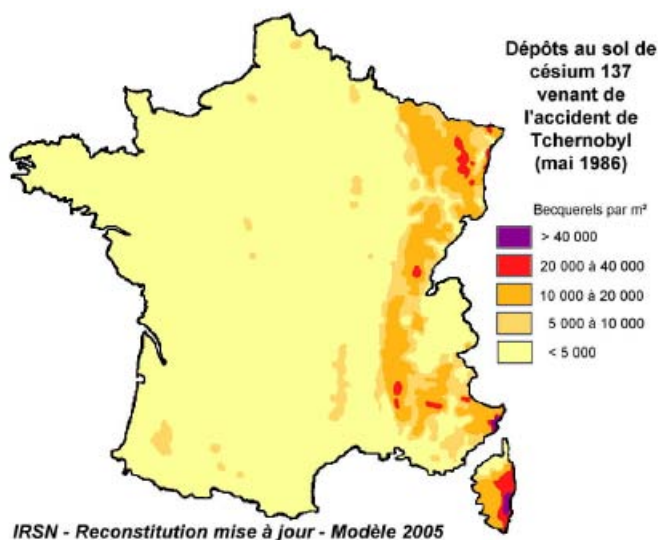 Dépôts au sol de
césium 137
venant de
l'accident de
Tchernobyl
(mai 1986)
Becquerels par m²
> 40 000
20 000 à 40 000
10 000 à 20 000
5 000 à 10 000
< 5 000
IRSN - Reconstitution mise à jour - Modèle 2005